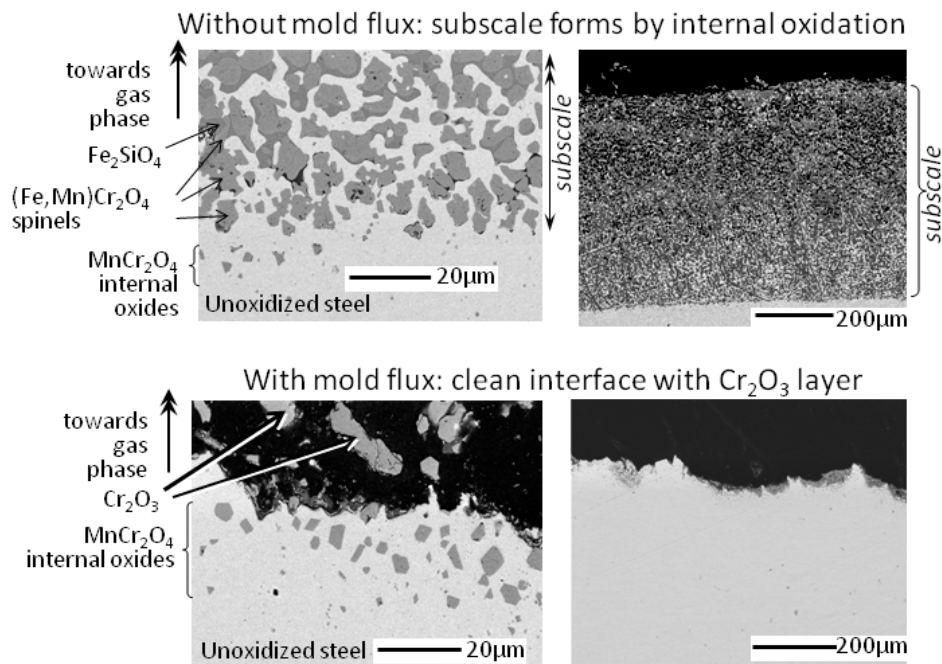 Without mold flux: subscale forms by internal oxidation
towards
gas
phase
Fe₂SiO₄
(Fe,Mn)Cr₂O₄
spinels
MnCr₂O₄
internal
oxides
Unoxidized steel
20μm
subscale
subscale
200μm
With mold flux: clean interface with Cr₂O₃ layer
towards
gas
phase
Cr₂O₃
MnCr₂O₄
internal oxides
Unoxidized steel
20μm
200μm